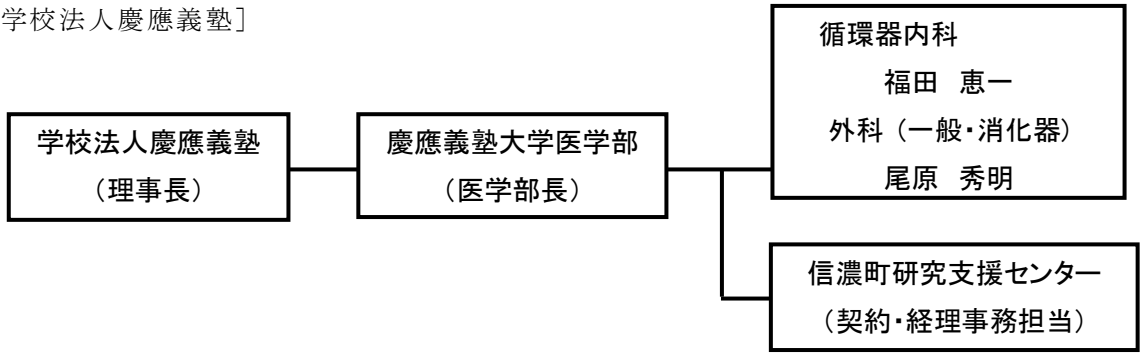 学校法人慶應義塾］
学校法人慶應義塾
（理事長）
慶應義塾大学医学部
（医学部長）
循環器内科
福田 恵一
外科（一般・消化器）
尾原 秀明
信濃町研究支援センター
（契約・経理事務担当）